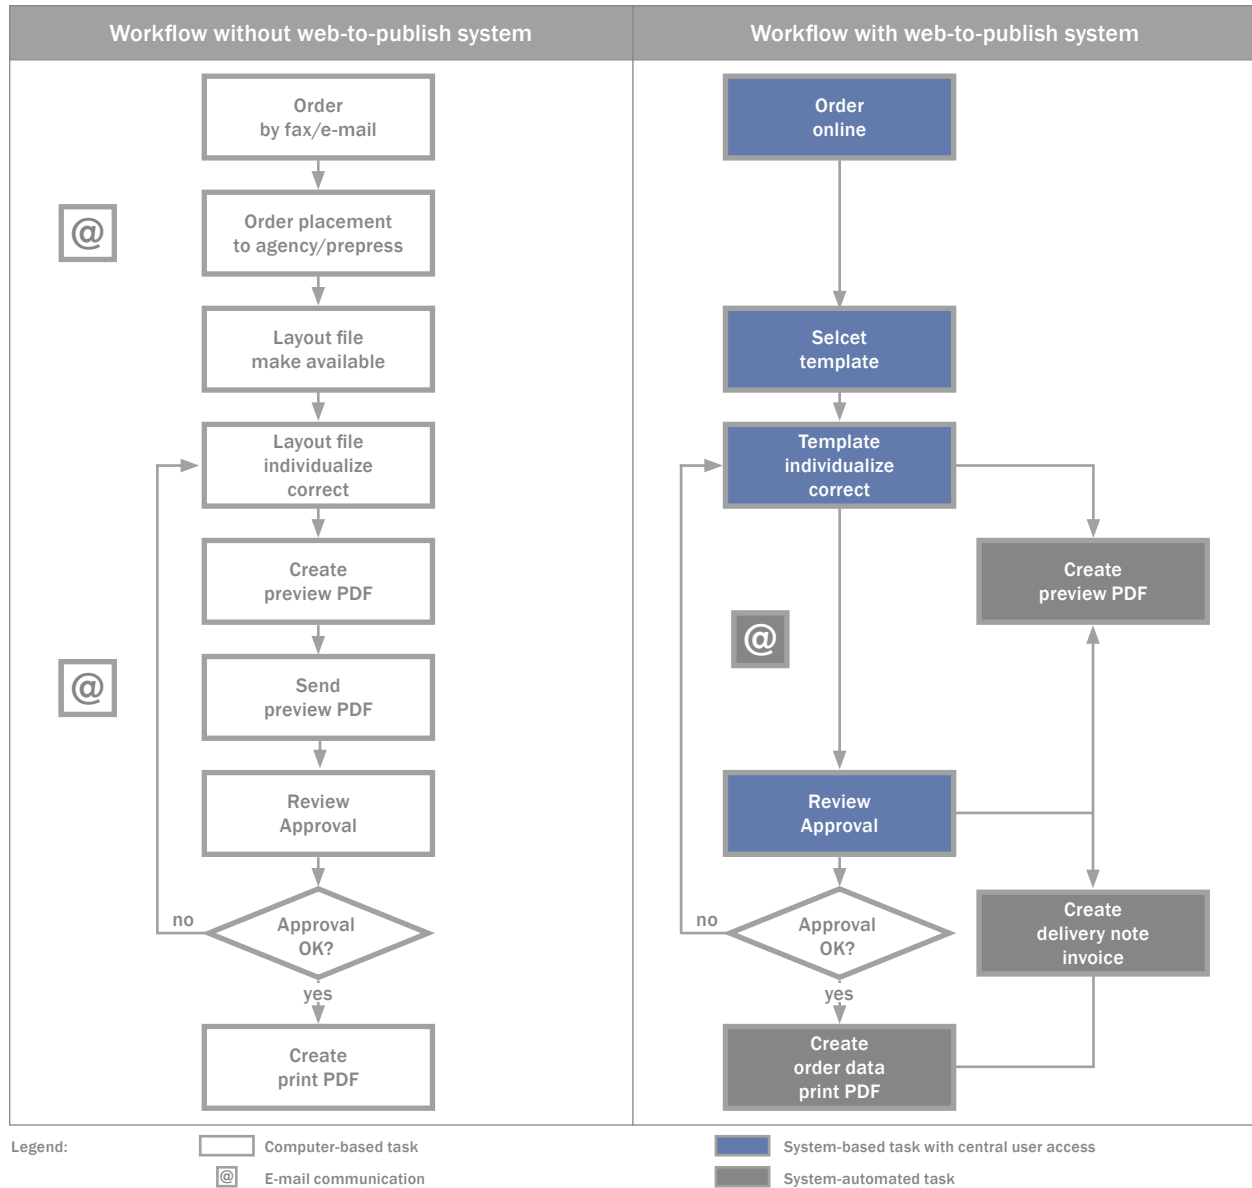 Workflow without web-to-publish system
Order
by fax/e-mail
@
Order placement
to agency/prepress
Layout file
make available
Layout file
individualize
correct
Create
preview PDF
@
Send
preview PDF
Review
Approval
no
Approval
OK?
yes
Create
print PDF
Workflow with web-to-publish system
Order
online
Selcet
template
Template
individualize
correct
Create
preview PDF
@
Review
Approval
no
Approval
OK?
Create
delivery note
invoice
yes
Create
order data
print PDF
Legend:
Computer-based task
@ E-mail communication
System-based task with central user access
System-automated task